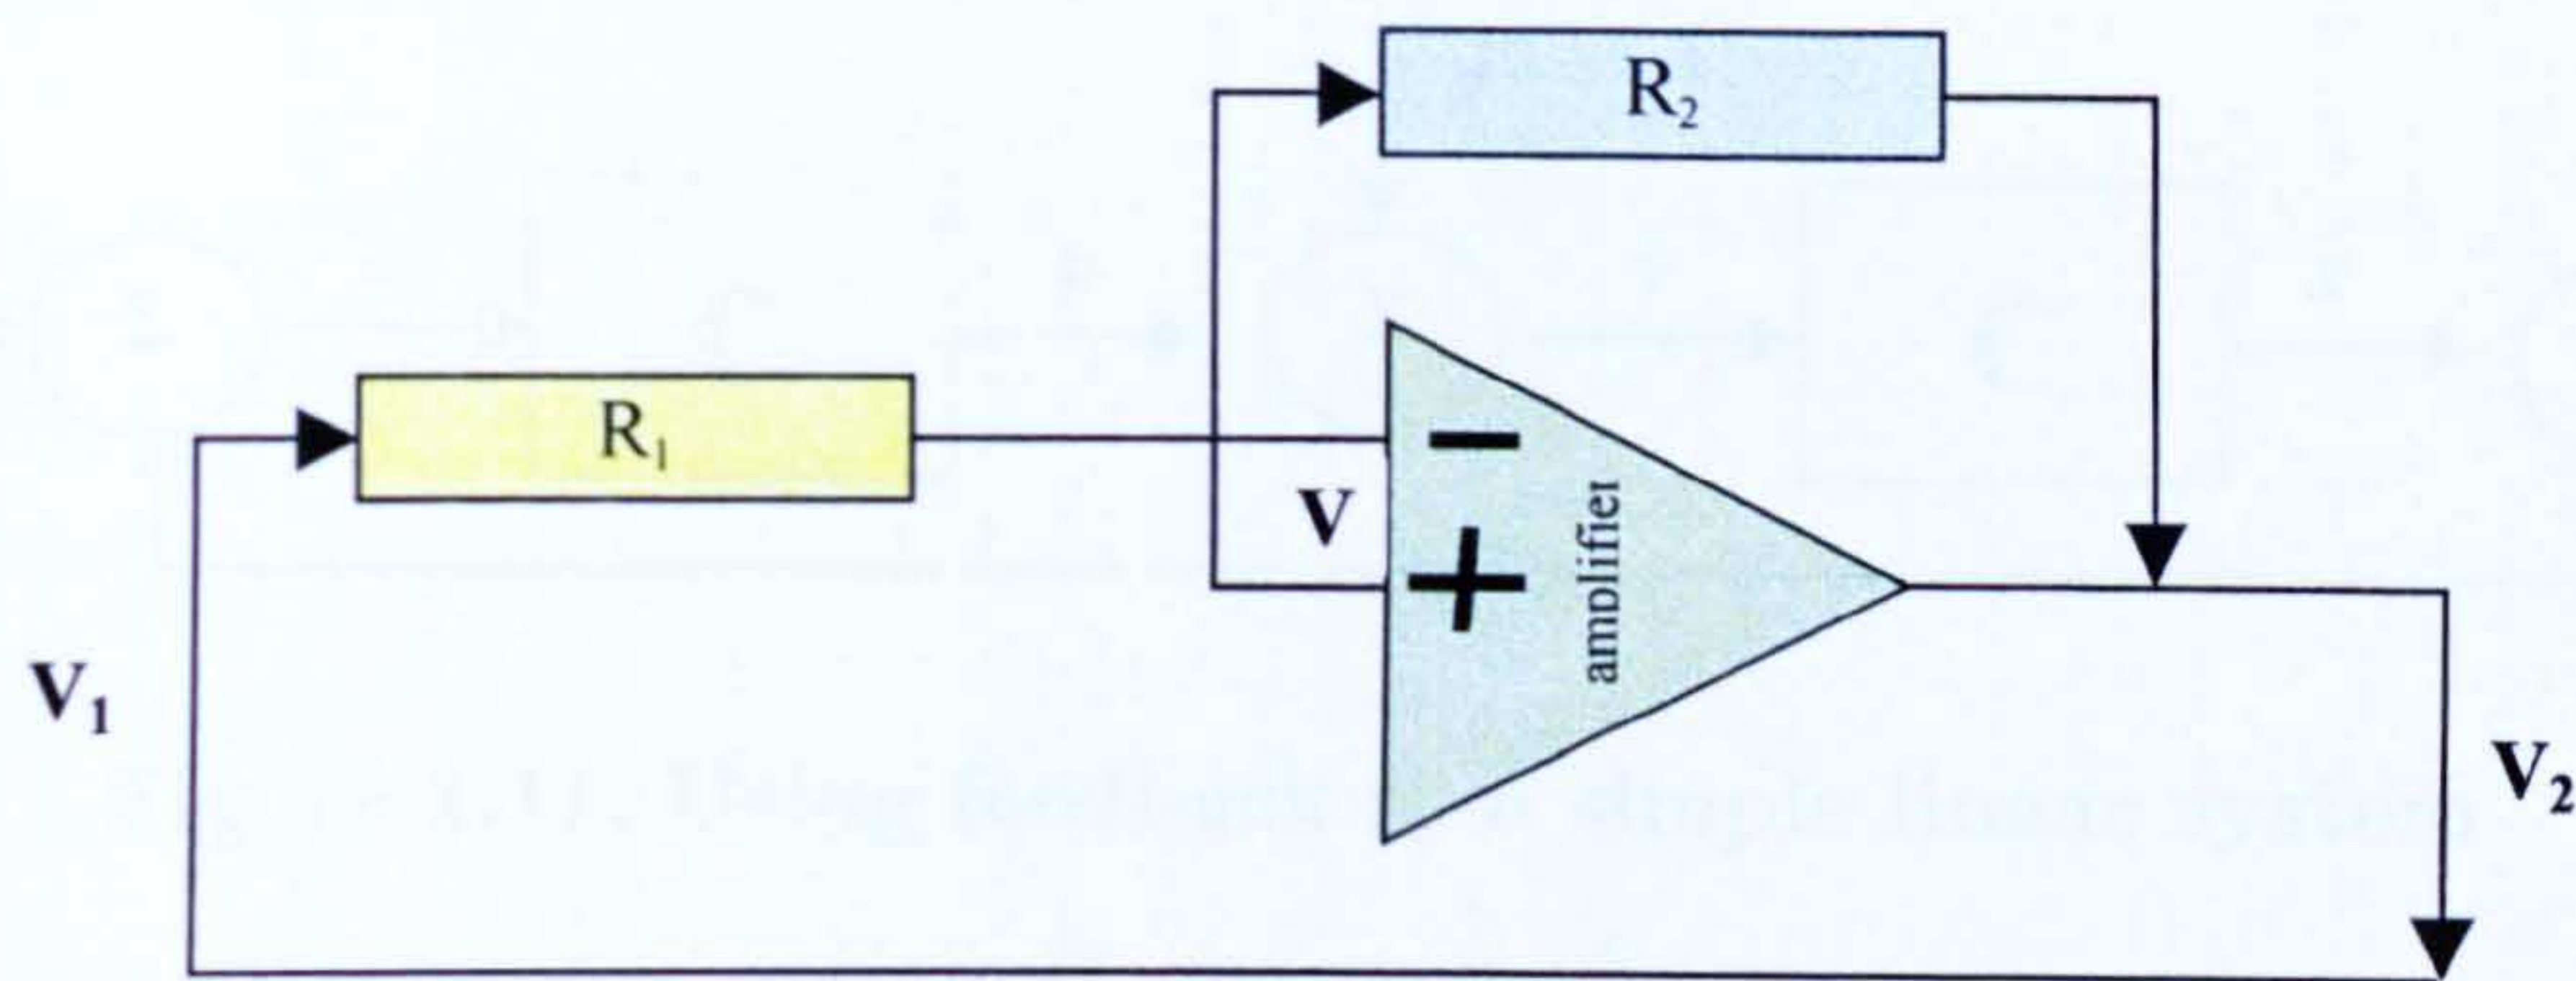 R₂
R₁
−
V
+
amplifier
V₁
V₂